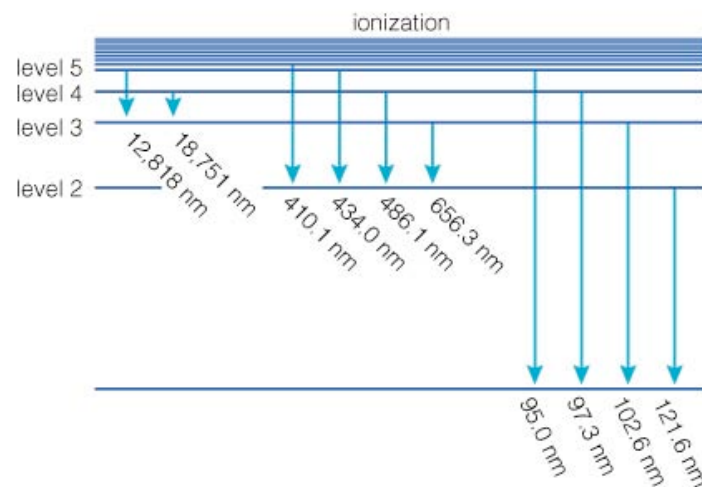 ionization
level 5
level 4
level 3
12,818 nm
18,751 nm
level 2
410.1 nm
434.0 nm
486.1 nm
656.3 nm
95.0 nm
97.3 nm
102.6 nm
121.6 nm